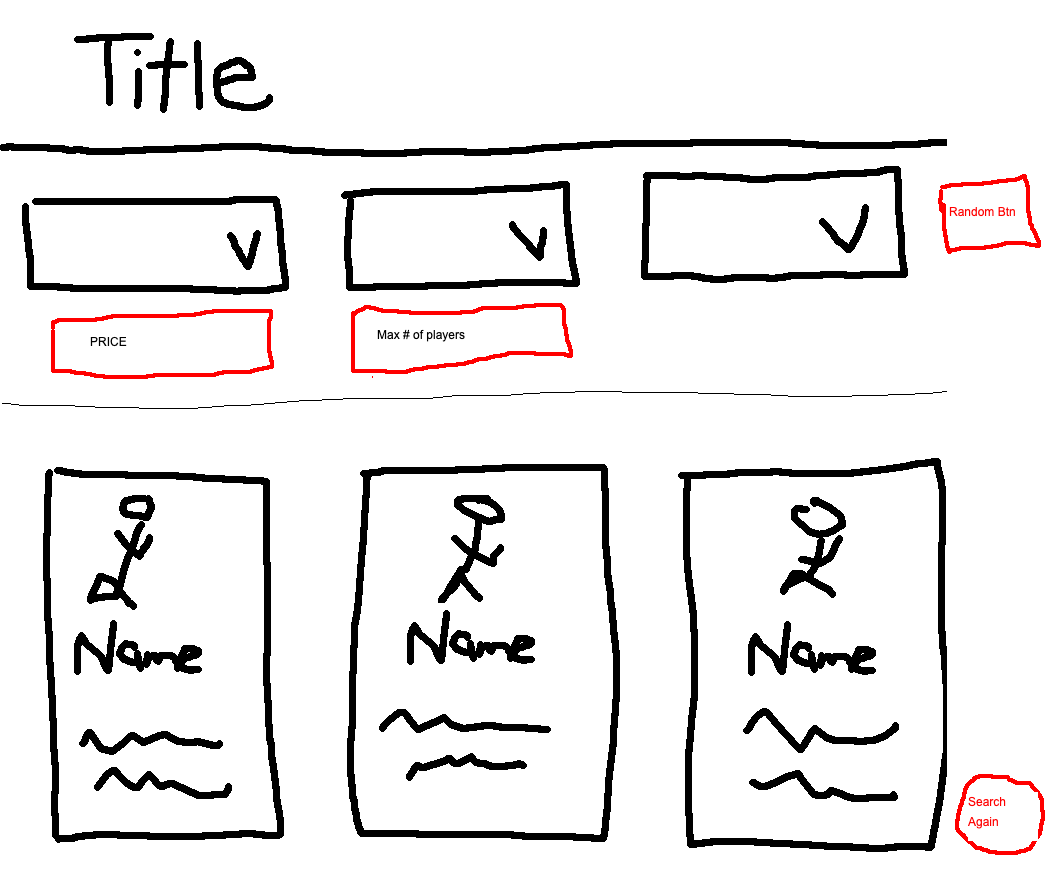 Title
Random Btn
PRICE
Max # of players
Name
Name
Name
Search
Again